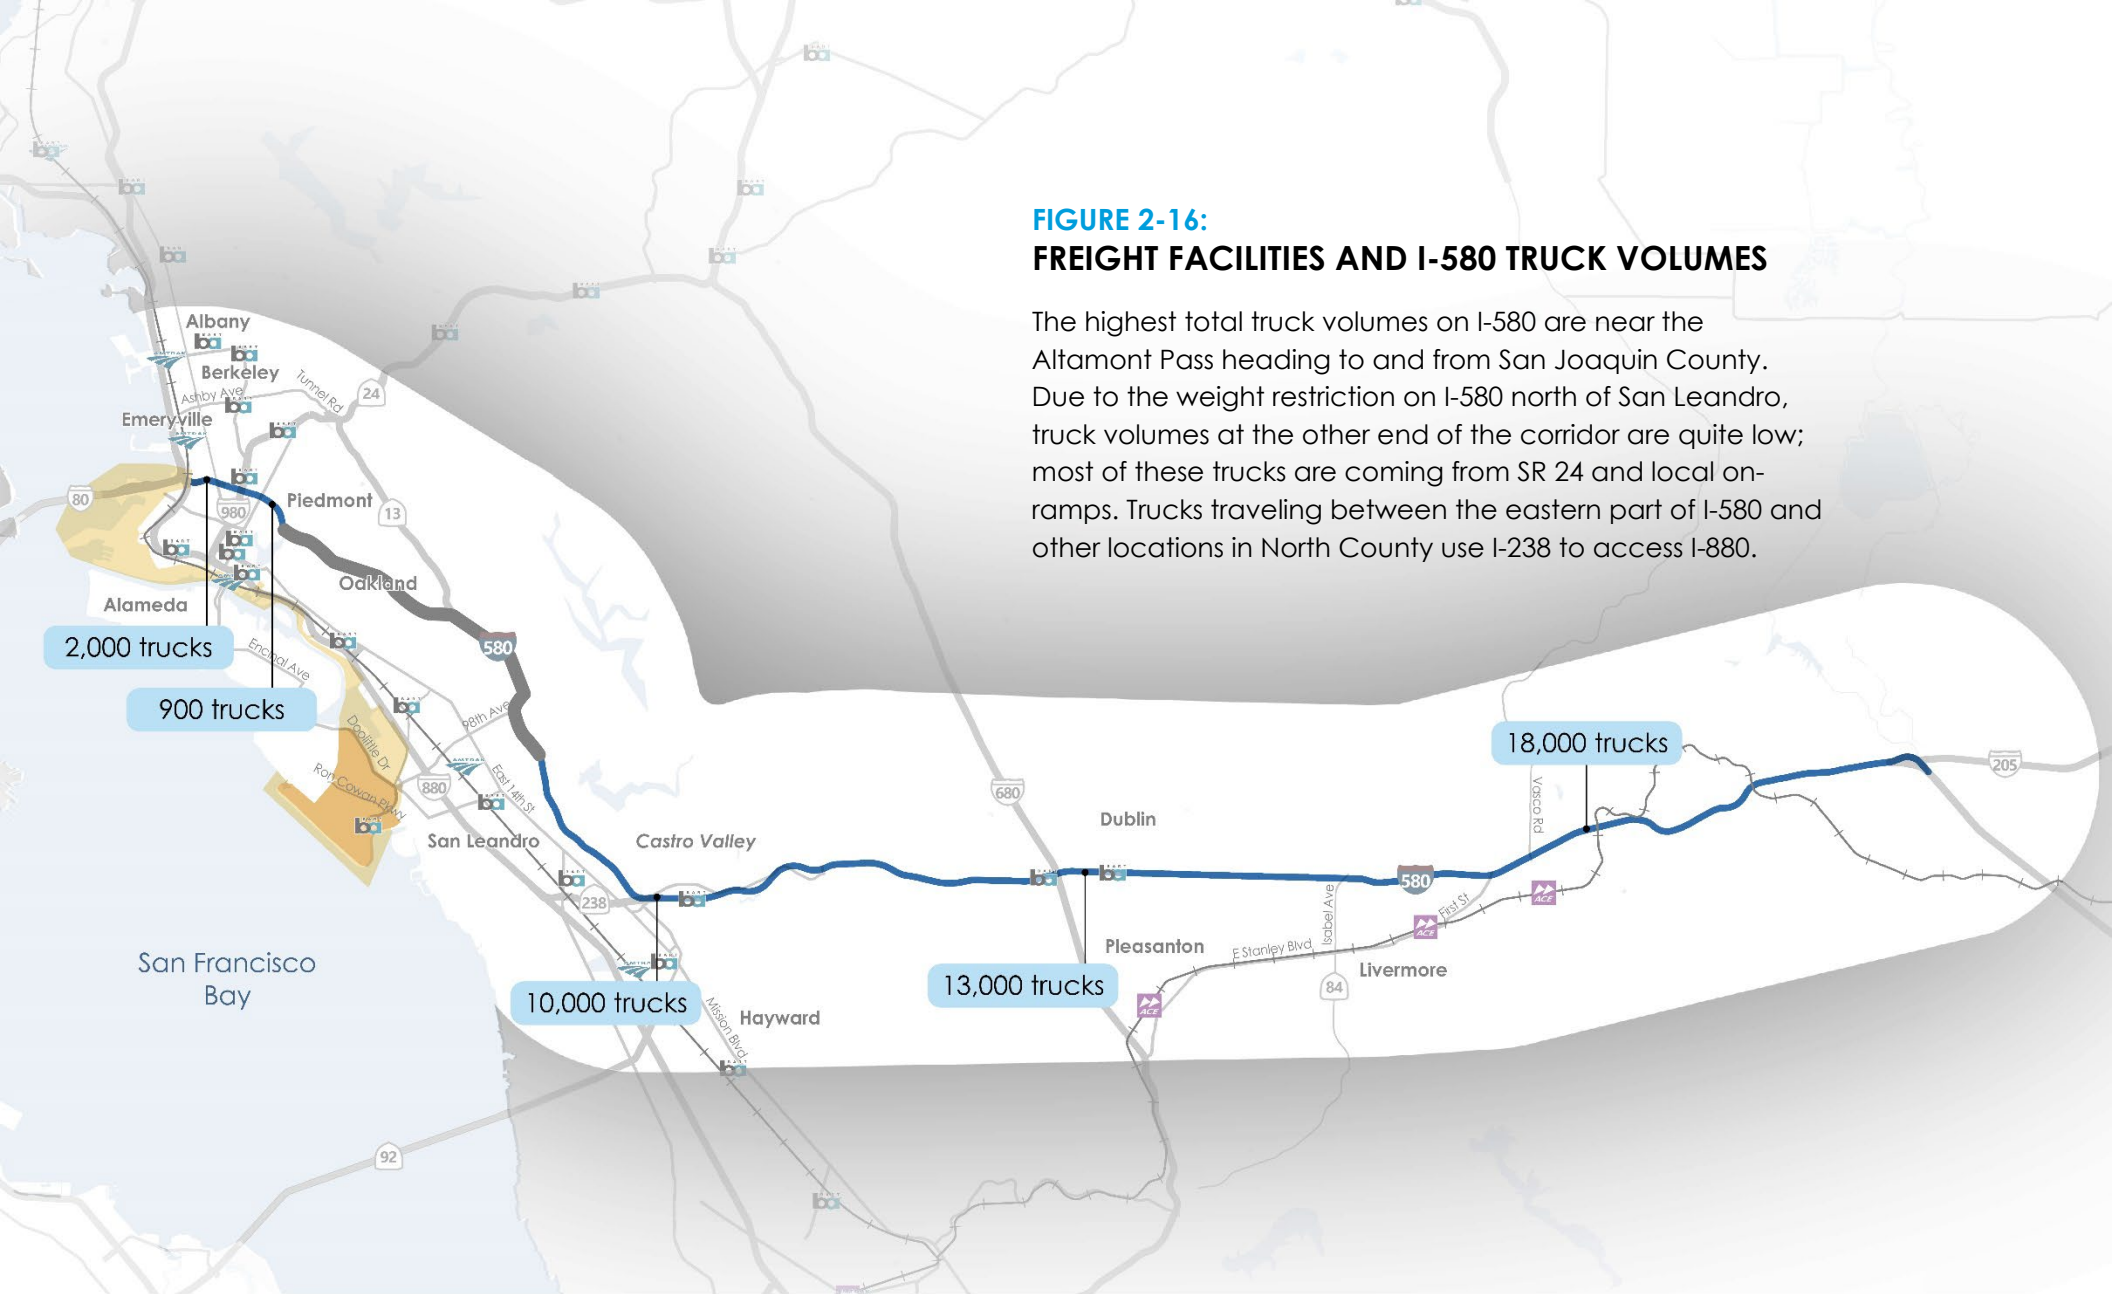 FIGURE 2-16:
FREIGHT FACILITIES AND I-580 TRUCK VOLUMES
The highest total truck volumes on I-580 are near the
Altamont Pass heading to and from San Joaquin County.
Due to the weight restriction on I-580 north of San Leandro,
truck volumes at the other end of the corridor are quite low;
most of these trucks are coming from SR 24 and local on-
ramps. Trucks traveling between the eastern part of I-580 and
other locations in North County use I-238 to access I-880.
Albany
Berkeley
Tunnel Rd
24
Ashby Ave
Emeryville
80
980
Piedmont
13
Oakland
Alameda
2,000 trucks
Encinal Ave
580
900 trucks
98th Ave
Doolittle Dr
Ron Cowan Pkwy
880
AMTRAK
East 14th St
San Leandro
Castro Valley
238
680
Dublin
18,000 trucks
Vasco Rd
205
580
Isabel Ave
First St
ACE
ACE
Pleasanton
E Stanley Blvd
Livermore
84
ACE
13,000 trucks
10,000 trucks
Mission Blvd
Hayward
San Francisco
Bay
92